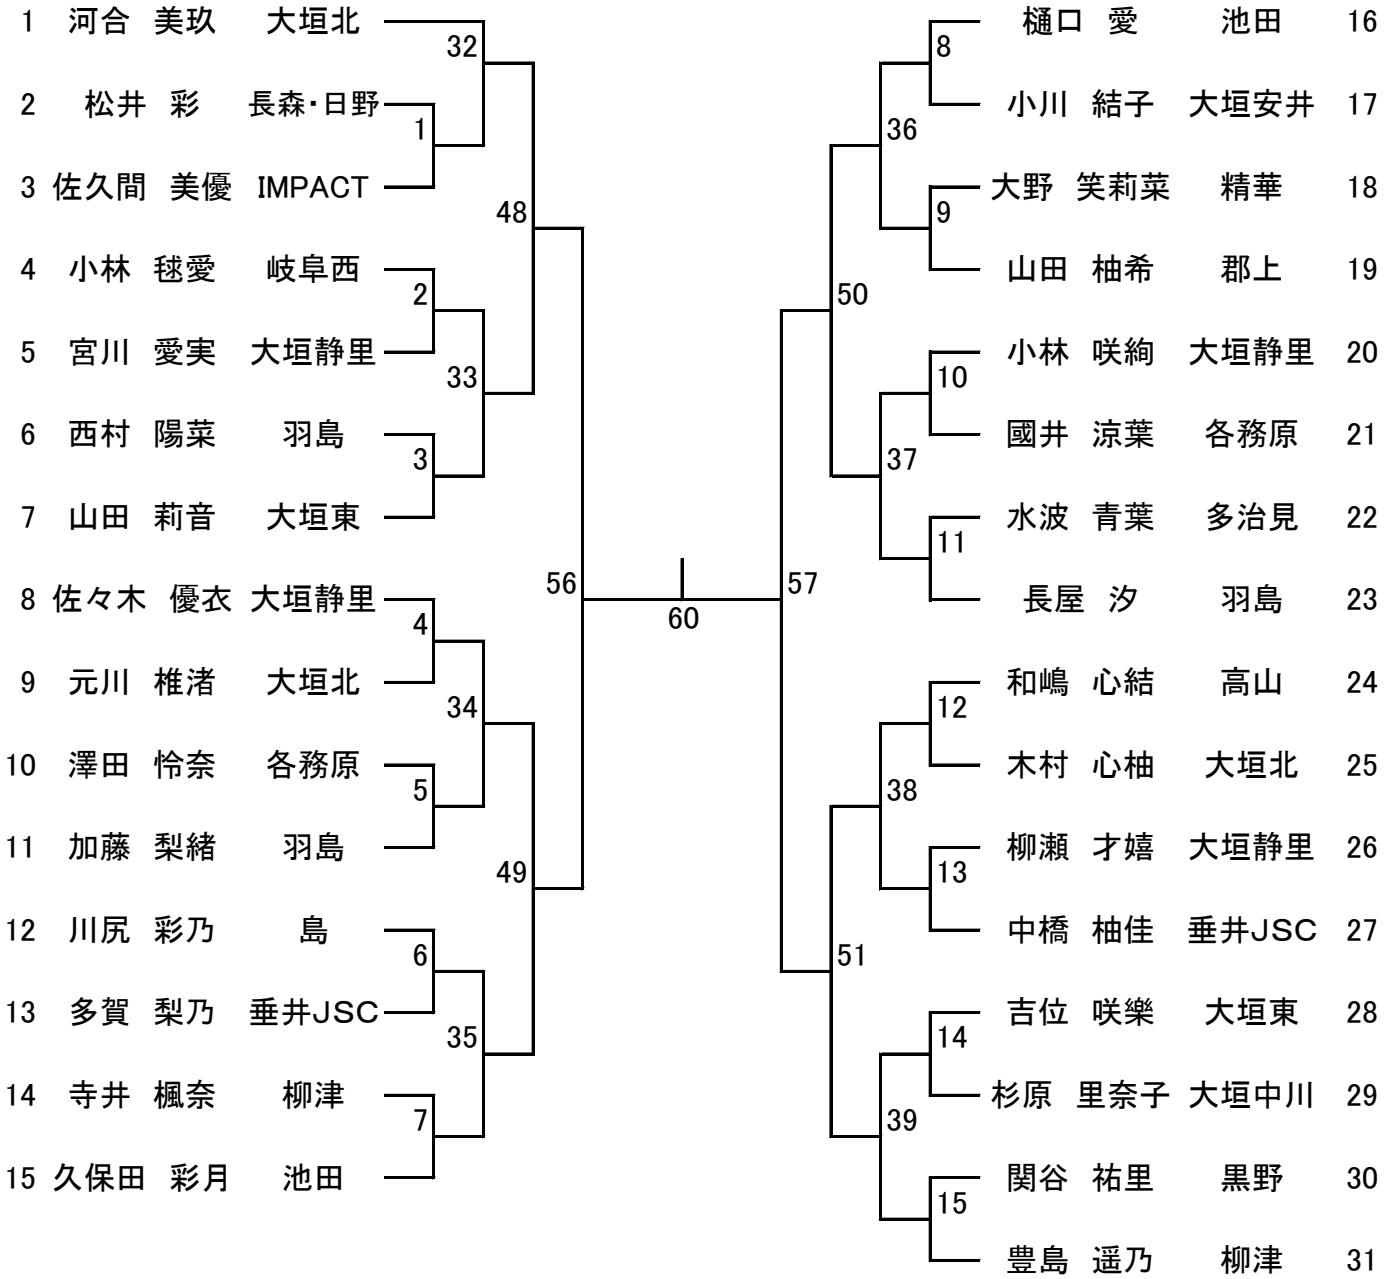 1 河合 美玖 大垣北
32
2 松井 彩 長森・日野
1
3 佐久間 美優 IMPACT
48
4 小林 毬愛 岐阜西
2
5 宮川 愛実 大垣静里
33
6 西村 陽菜 羽島
3
7 山田 莉音 大垣東
56
8 佐々木 優衣 大垣静里
4
9 元川 椎渚 大垣北
34
10 澤田 怜奈 各務原
5
11 加藤 梨緒 羽島
49
12 川尻 彩乃 島
6
13 多賀 梨乃 垂井JSC
35
14 寺井 楓奈 柳津
7
15 久保田 彩月 池田
60
樋口 愛 池田 16
8
小川 結子 大垣安井 17
36
大野 笑莉菜 精華 18
9
山田 柚希 郡上 19
50
小林 咲絢 大垣静里 20
10
國井 涼葉 各務原 21
37
水波 青葉 多治見 22
11
長屋 汐 羽島 23
57
和嶋 心結 高山 24
12
木村 心柚 大垣北 25
38
柳瀬 才嬉 大垣静里 26
13
中橋 柚佳 垂井JSC 27
51
吉位 咲樂 大垣東 28
14
杉原 里奈子 大垣中川 29
39
関谷 祐里 黒野 30
15
豊島 遥乃 柳津 31